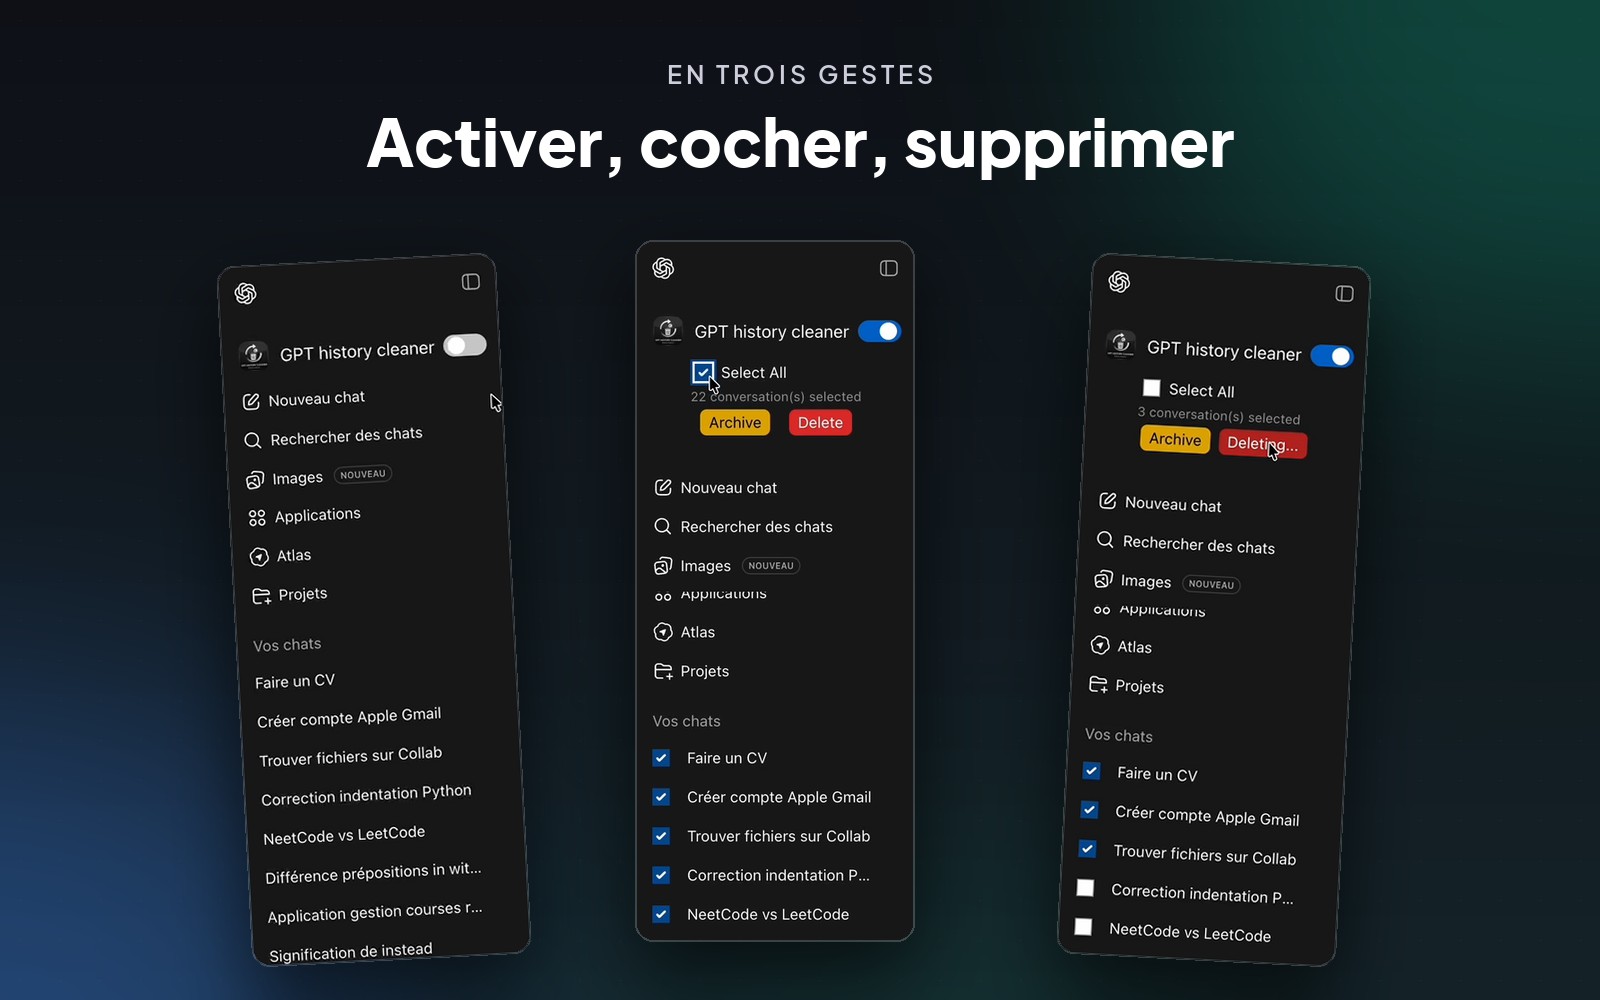 EN TROIS GESTES
Activer, cocher, supprimer
GPT history cleaner
Nouveau chat
Rechercher des chats
Images NOUVEAU
Applications
Atlas
Projets
Vos chats
Faire un CV
Créer compte Apple Gmail
Trouver fichiers sur Collab
Correction indentation Python
NeetCode vs LeetCode
Différence prépositions in wit...
Application gestion courses r...
Signification de instead
GPT history cleaner
Select All
22 conversation(s) selected
Archive Delete
Nouveau chat
Rechercher des chats
Images NOUVEAU
Applications
Atlas
Projets
Vos chats
Faire un CV
Créer compte Apple Gmail
Trouver fichiers sur Collab
Correction indentation P...
NeetCode vs LeetCode
GPT history cleaner
Select All
3 conversation(s) selected
Archive Deleting...
Nouveau chat
Rechercher des chats
Images NOUVEAU
Applications
Atlas
Projets
Vos chats
Faire un CV
Créer compte Apple Gmail
Trouver fichiers sur Collab
Correction indentation P...
NeetCode vs LeetCode